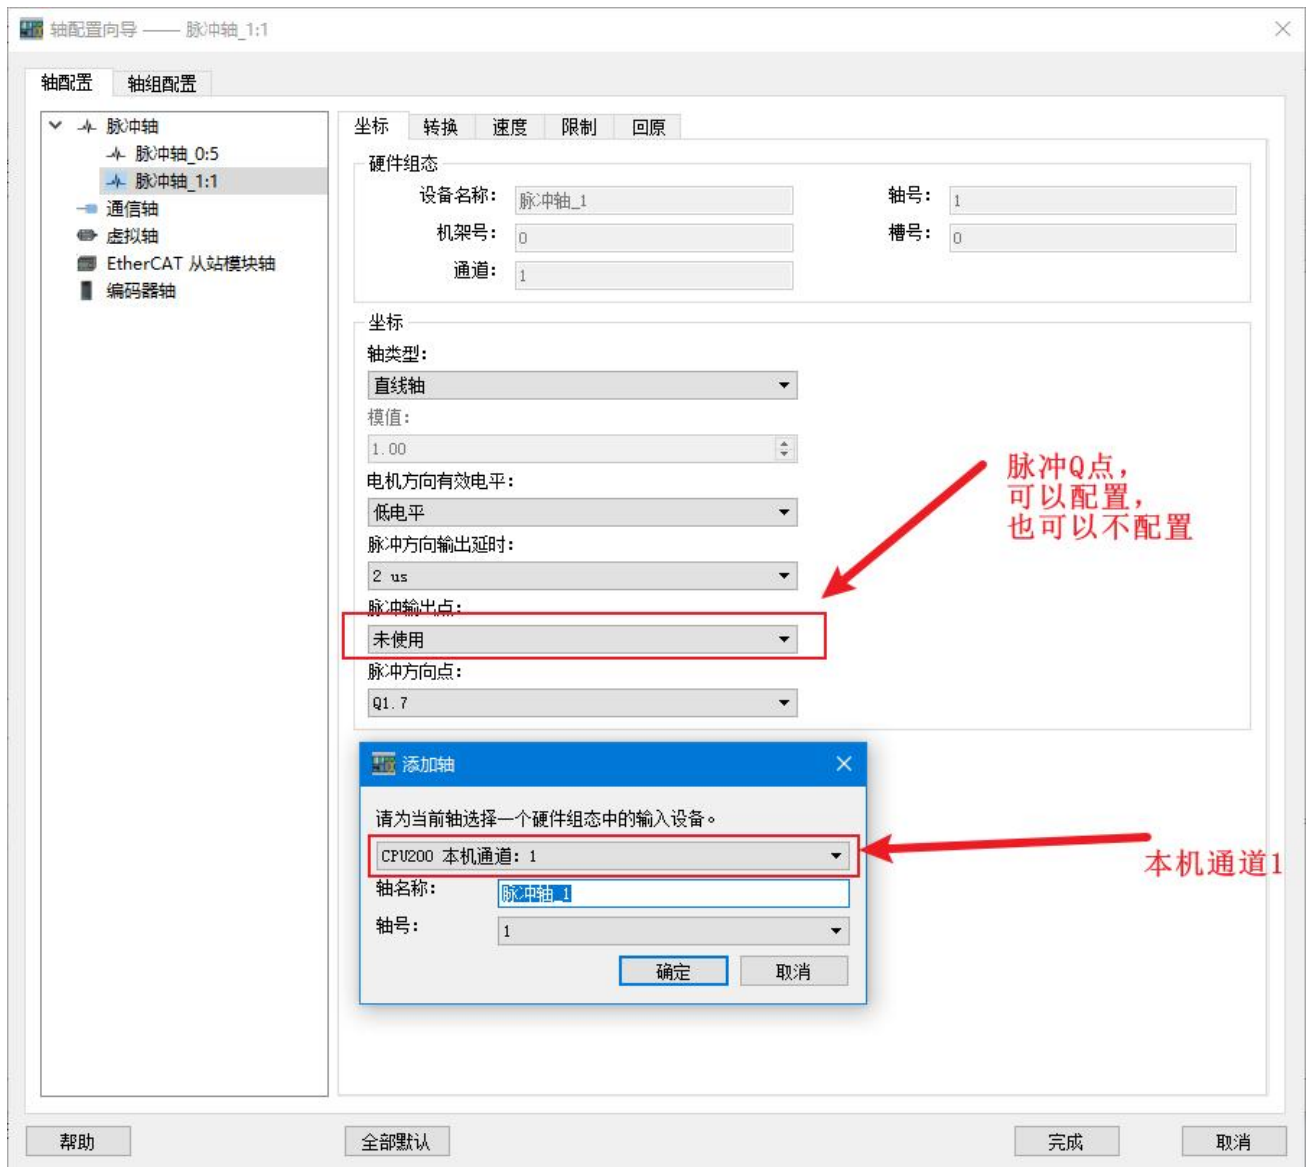 轴配置向导 —— 脉冲轴_1:1
轴配置
轴组配置
脉冲轴
脉冲轴_0:5
脉冲轴_1:1
通信轴
虚拟轴
EtherCAT 从站模块轴
编码器轴
坐标
转换
速度
限制
回原
硬件组态
设备名称:
脉冲轴_1
轴号:
1
机架号:
0
槽号:
0
通道:
1
坐标
轴类型:
直线轴
模值:
1.00
电机方向有效电平:
低电平
脉冲方向输出延时:
2 us
脉冲输出点:
未使用
脉冲方向点:
Q1.7
脉冲Q点,
可以配置,
也可以不配置
添加轴
请为当前轴选择一个硬件组态中的输入设备。
CPU200 本机通道: 1
轴名称:
脉冲轴_1
轴号:
1
确定
取消
本机通道1
帮助
全部默认
完成
取消